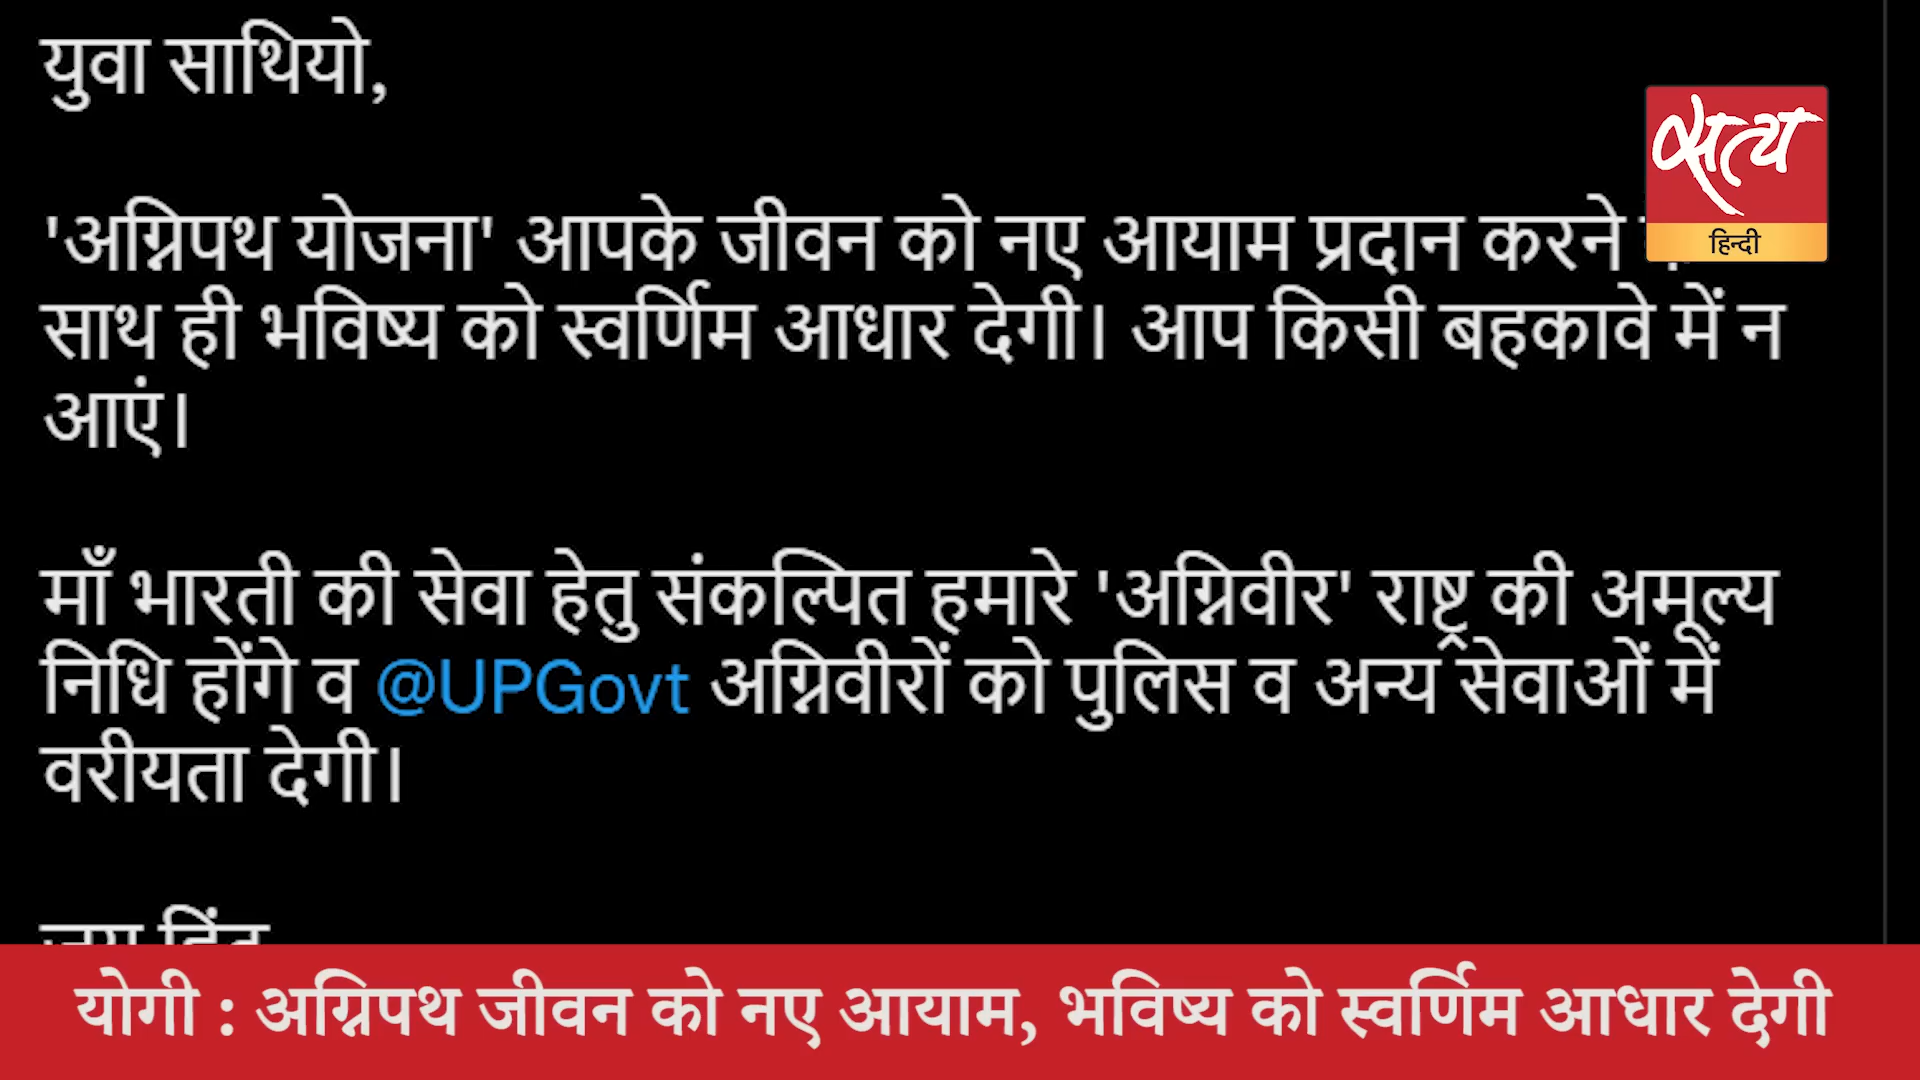 युवा साथियो,
'अग्निपथ योजना' आपके जीवन को नए आयाम प्रदान करने
साथ ही भविष्य को स्वर्णिम आधार देगी। आप किसी बहकावे में न
आएं।
माँ भारती की सेवा हेतु संकल्पित हमारे 'अग्निवीर' राष्ट्र की अमूल्य
निधि होंगे व @UPGovt अग्निवीरों को पुलिस व अन्य सेवाओं में
वरीयता देगी।
सत्य
हिन्दी
योगी : अग्निपथ जीवन को नए आयाम, भविष्य को स्वर्णिम आधार देगी